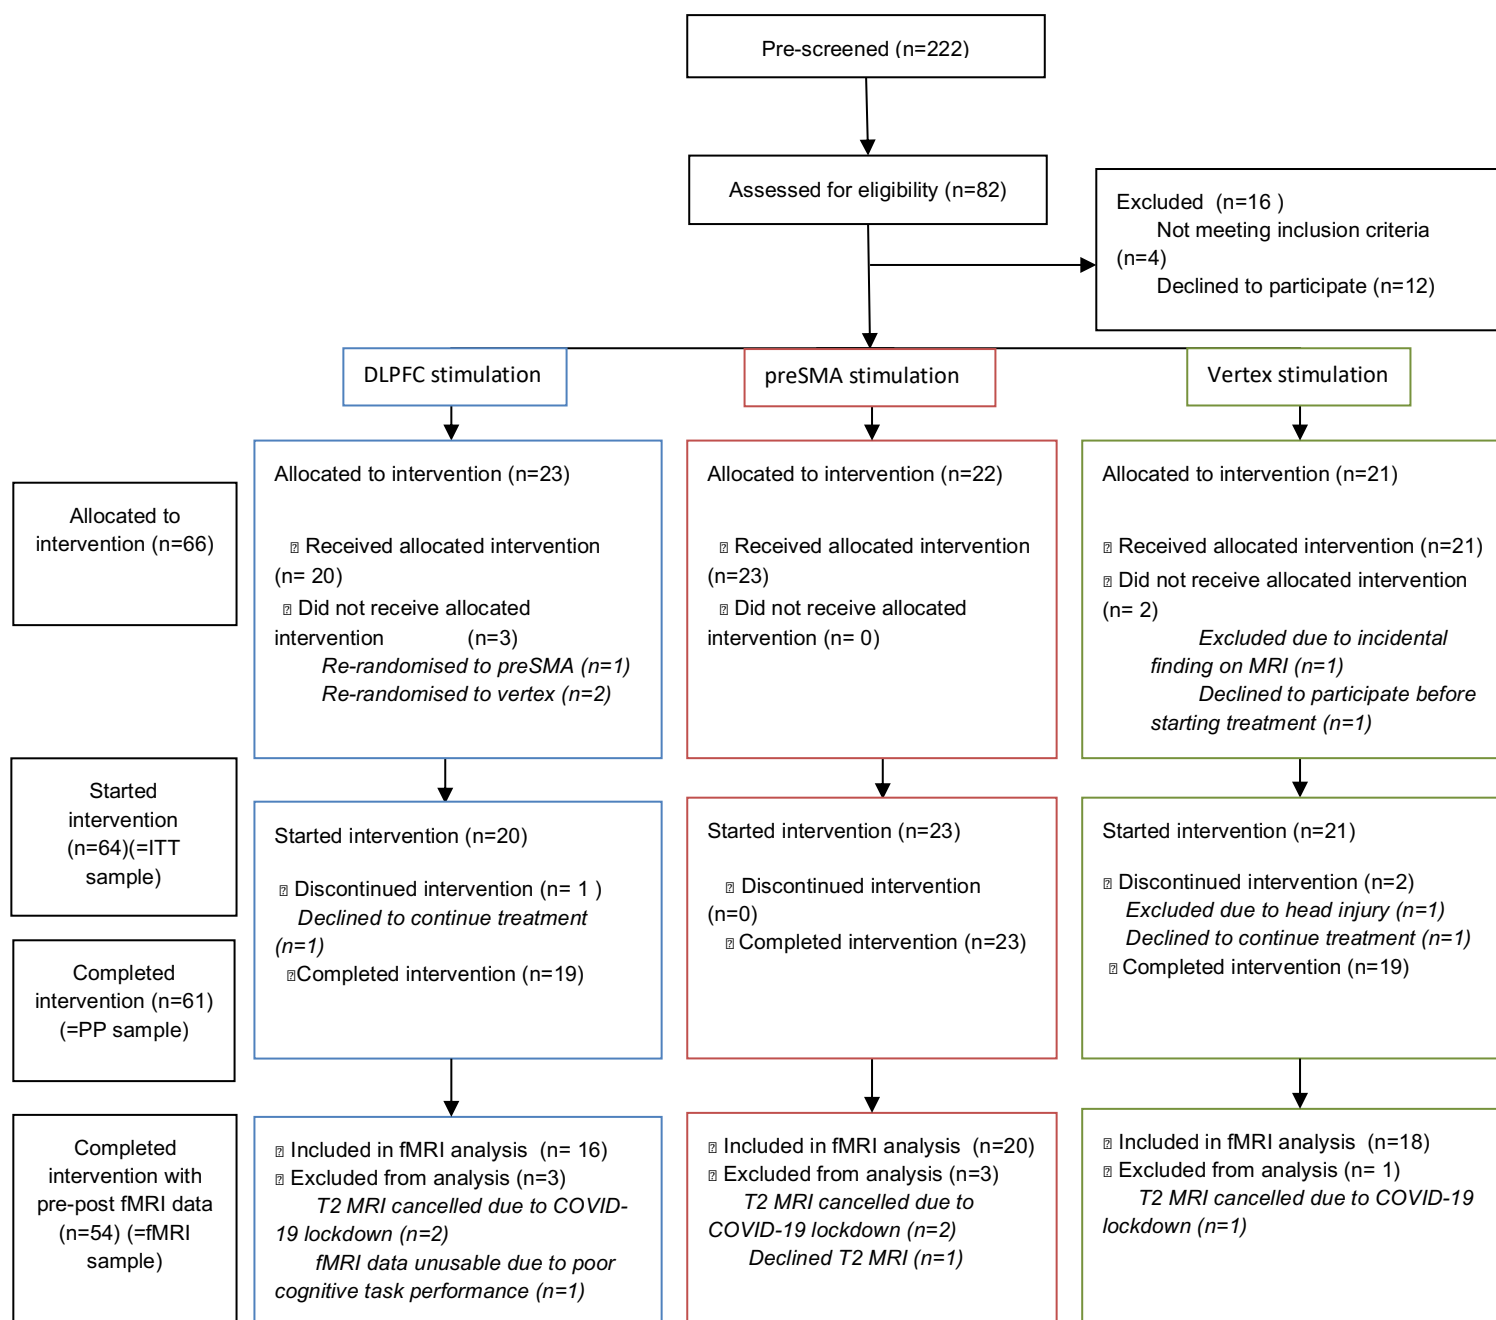 Pre-screened (n=222)
Assessed for eligibility (n=82)
Excluded  (n=16 )
Not meeting inclusion criteria
(n=4)
Declined to participate (n=12)
DLPFC stimulation
preSMA stimulation
Vertex stimulation
Allocated to
intervention (n=66)
Allocated to intervention (n=23)
Received allocated intervention
(n= 20)
Did not receive allocated
intervention (n=3)
Re-randomised to preSMA (n=1)
Re-randomised to vertex (n=2)
Allocated to intervention (n=22)
Received allocated intervention
(n=23)
Did not receive allocated
intervention (n= 0)
Allocated to intervention (n=21)
Received allocated intervention (n=21)
Did not receive allocated intervention
(n= 2)
Excluded due to incidental
finding on MRI (n=1)
Declined to participate before
starting treatment (n=1)
Started
intervention
(n=64)(=ITT
sample)
Completed
intervention (n=61)
(=PP sample)
Started intervention (n=20)
Discontinued intervention (n= 1 )
Declined to continue treatment
(n=1)
Completed intervention (n=19)
Started intervention (n=23)
Discontinued intervention
(n=0)
Completed intervention (n=23)
Started intervention (n=21)
Discontinued intervention (n=2)
Excluded due to head injury (n=1)
Declined to continue treatment (n=1)
Completed intervention (n=19)
Completed
intervention with
pre-post fMRI data
(n=54) (=fMRI
sample)
Included in fMRI analysis  (n= 16)
Excluded from analysis (n=3)
T2 MRI cancelled due to COVID-
19 lockdown (n=2)
fMRI data unusable due to poor
cognitive task performance (n=1)
Included in fMRI analysis  (n=20)
Excluded from analysis (n=3)
T2 MRI cancelled due to
COVID-19 lockdown (n=2)
Declined T2 MRI (n=1)
Included in fMRI analysis  (n=18)
Excluded from analysis (n= 1)
T2 MRI cancelled due to COVID-19
lockdown (n=1)